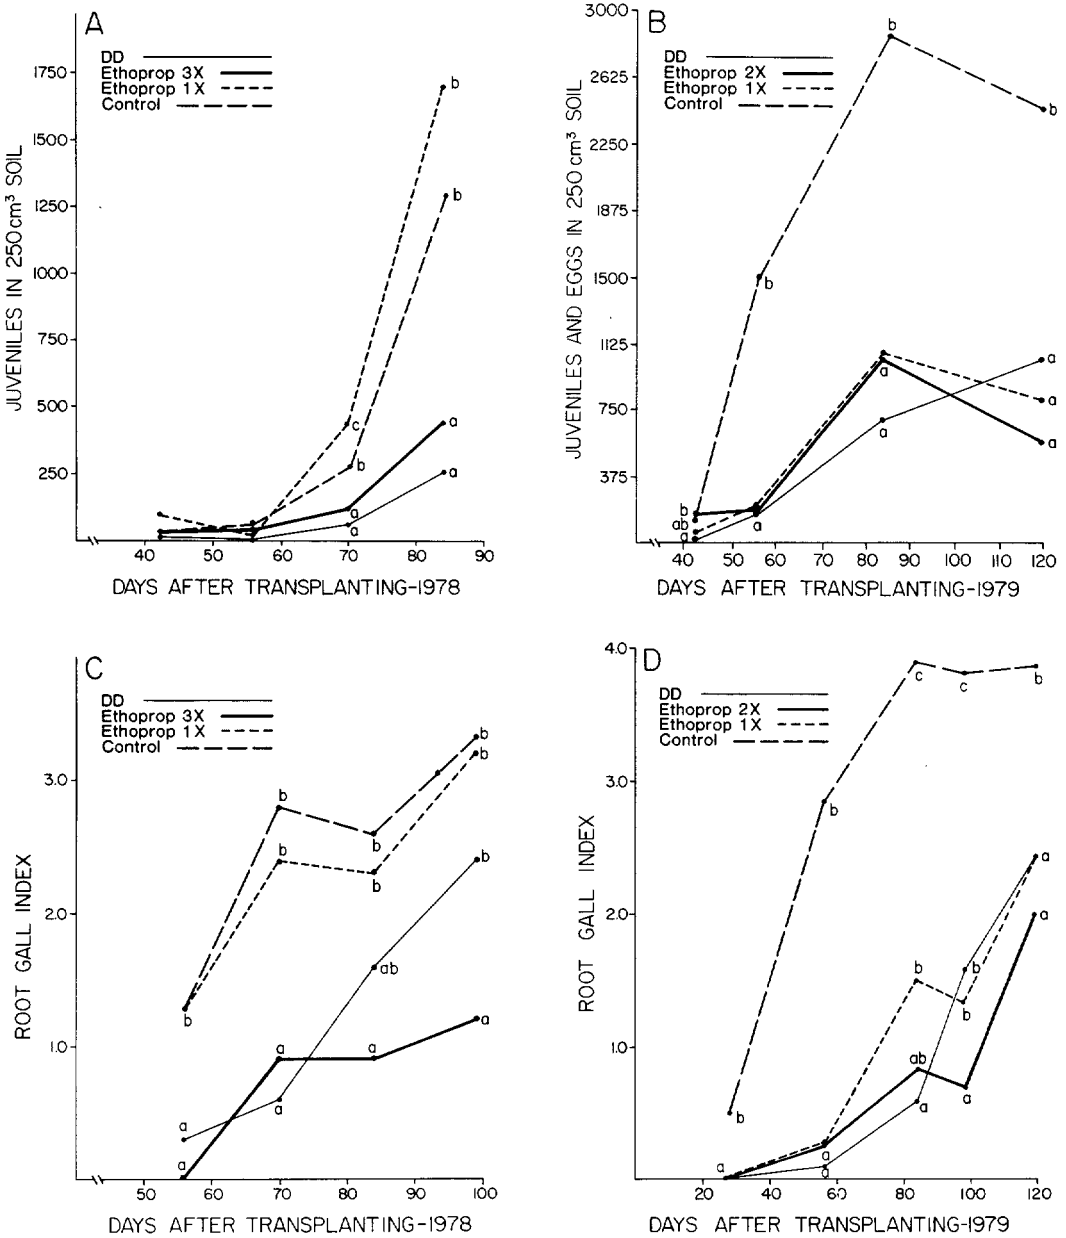 A
DD
Ethoprop 3X
Ethoprop 1X
Control
JUVENILES IN 250cm³ SOIL
1750
1500
1250
1000
750
500
250
b
b
c
b
a
a
a
a
40
50
60
70
80
90
DAYS AFTER TRANSPLANTING-1978
B
DD
Ethoprop 2X
Ethoprop 1X
Control
JUVENILES AND EGGS IN 250cm³ SOIL
3000
2625
2250
1875
1500
1125
750
375
b
b
b
a
a
a
a
a
b
ab
a
a
40
50
60
70
80
90
100
110
120
DAYS AFTER TRANSPLANTING-1979
C
DD
Ethoprop 3X
Ethoprop 1X
Control
ROOT GALL INDEX
3.0
2.0
1.0
b
b
b
b
b
b
b
b
ab
a
a
a
a
a
a
50
60
70
80
90
100
DAYS AFTER TRANSPLANTING-1978
D
DD
Ethoprop 2X
Ethoprop 1X
Control
ROOT GALL INDEX
4.0
3.0
2.0
1.0
c
c
b
b
a
a
b
b
b
ab
a
a
b
a
a
a
20
40
60
80
100
120
DAYS AFTER TRANSPLANTING-1979